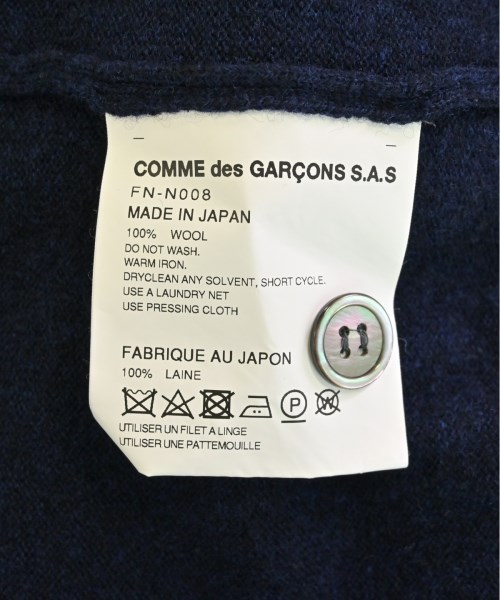 COMME des GARÇONS S.A.S
FN-N008
MADE IN JAPAN
100% WOOL
DO NOT WASH.
WARM IRON.
DRYCLEAN ANY SOLVENT, SHORT CYCLE.
USE A LAUNDRY NET
USE PRESSING CLOTH
FABRIQUE AU JAPON
100% LAINE
P W
UTILISER UN FILET A LINGE
UTILISER UNE PATTEMOUILLE